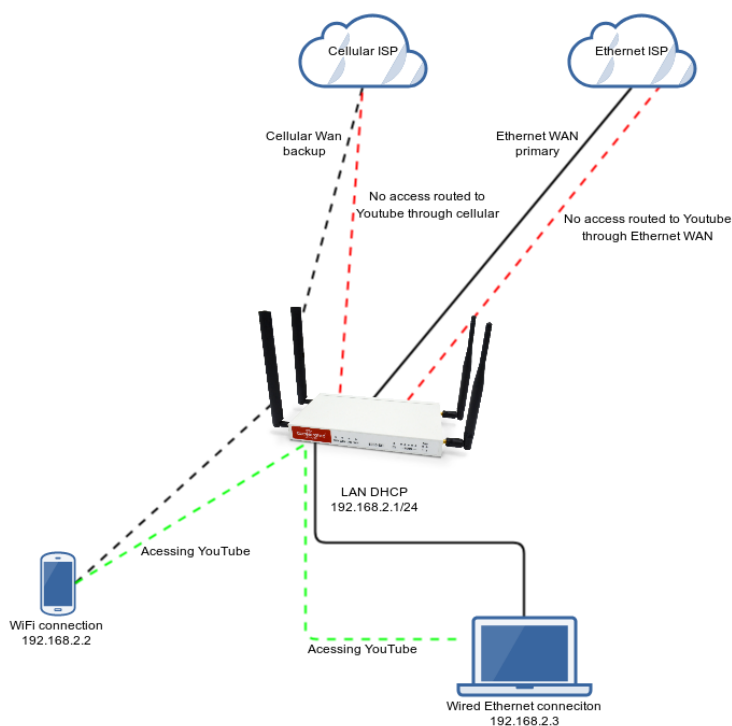 Cellular ISP
Ethernet ISP
Cellular Wan
backup
Ethernet WAN
primary
No access routed to
Youtube through cellular
No access routed to Youtube
through Ethernet WAN
LAN DHCP
192.168.2.1/24
Acessing YouTube
WiFi connection
192.168.2.2
Acessing YouTube
Wired Ethernet conneciton
192.168.2.3